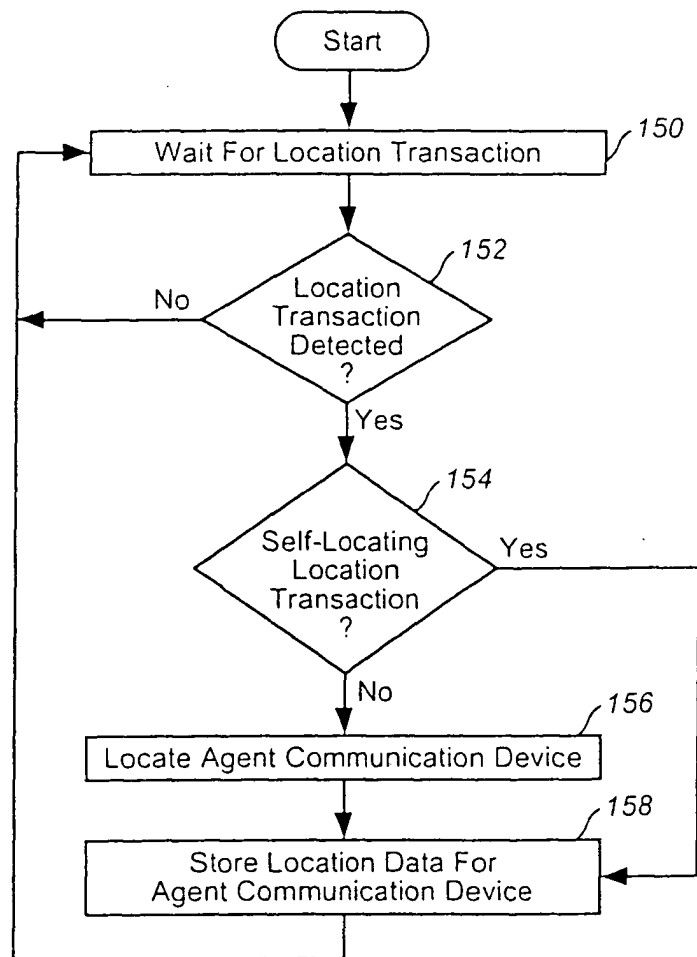 Start
Wait For Location Transaction
150
152
Location
Transaction
Detected
?
No
Yes
154
Self-Locating
Location
Transaction
?
Yes
No
156
Locate Agent Communication Device
158
Store Location Data For
Agent Communication Device